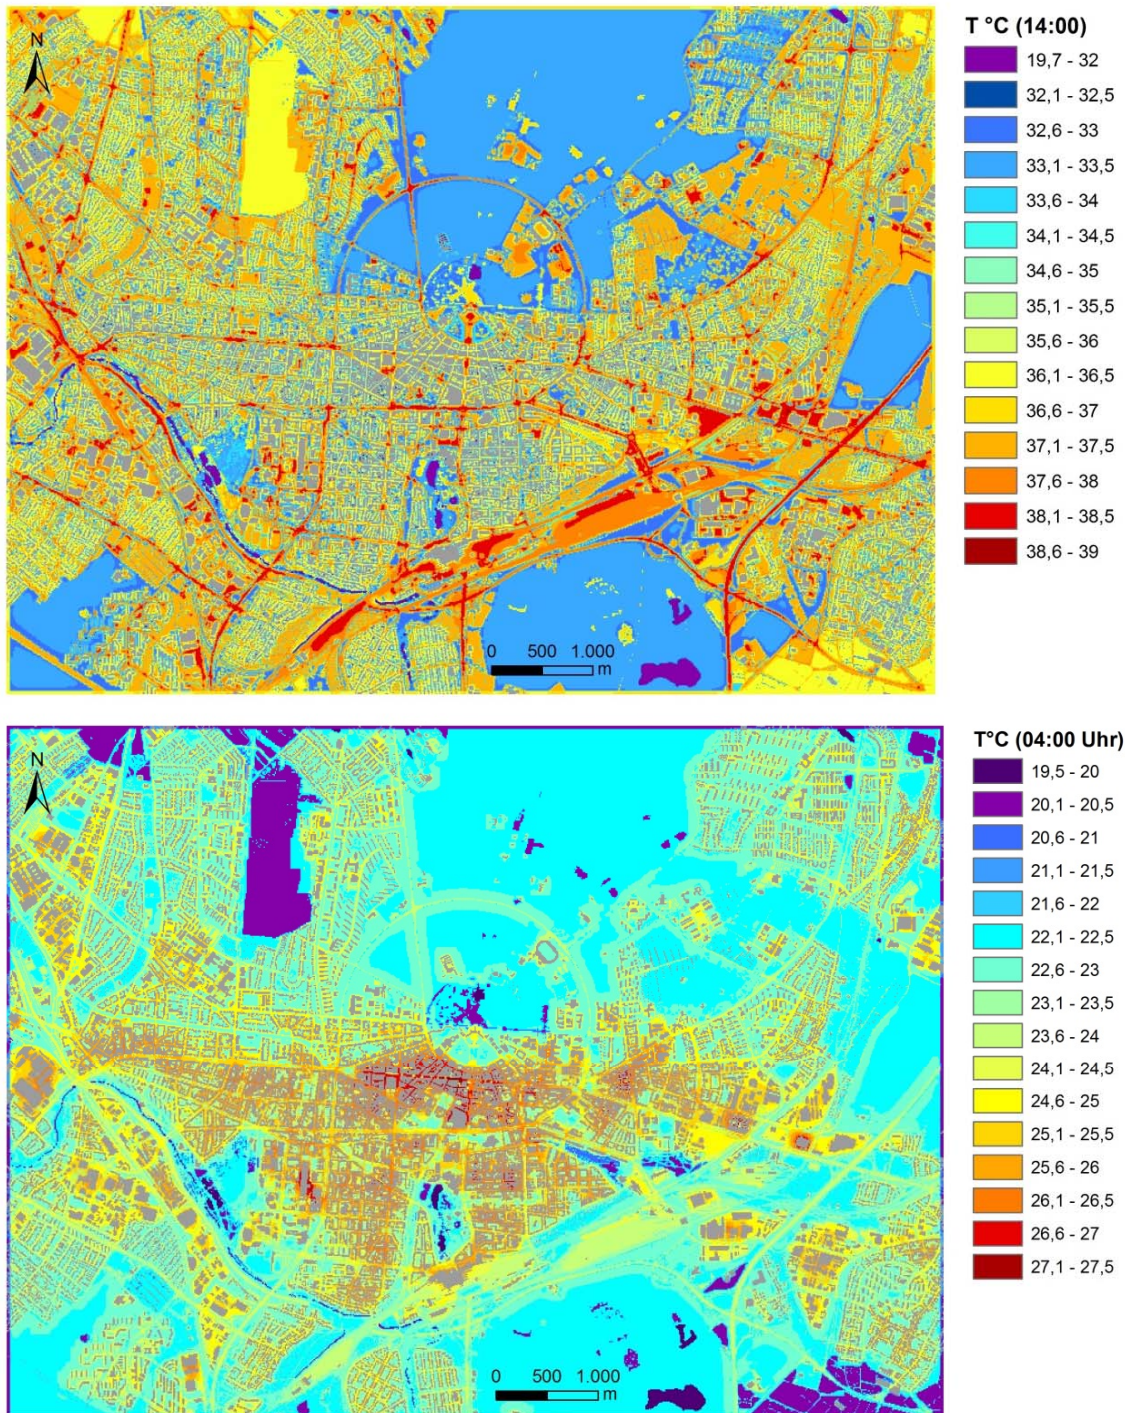 T °C (14:00)
N
19,7 - 32
32,1 - 32,5
32,6 - 33
33,1 - 33,5
33,6 - 34
34,1 - 34,5
34,6 - 35
35,1 - 35,5
35,6 - 36
36,1 - 36,5
36,6 - 37
37,1 - 37,5
37,6 - 38
38,1 - 38,5
38,6 - 39
0 500 1.000
m
T°C (04:00 Uhr)
N
19,5 - 20
20,1 - 20,5
20,6 - 21
21,1 - 21,5
21,6 - 22
22,1 - 22,5
22,6 - 23
23,1 - 23,5
23,6 - 24
24,1 - 24,5
24,6 - 25
25,1 - 25,5
25,6 - 26
26,1 - 26,5
26,6 - 27
27,1 - 27,5
0 500 1.000
m